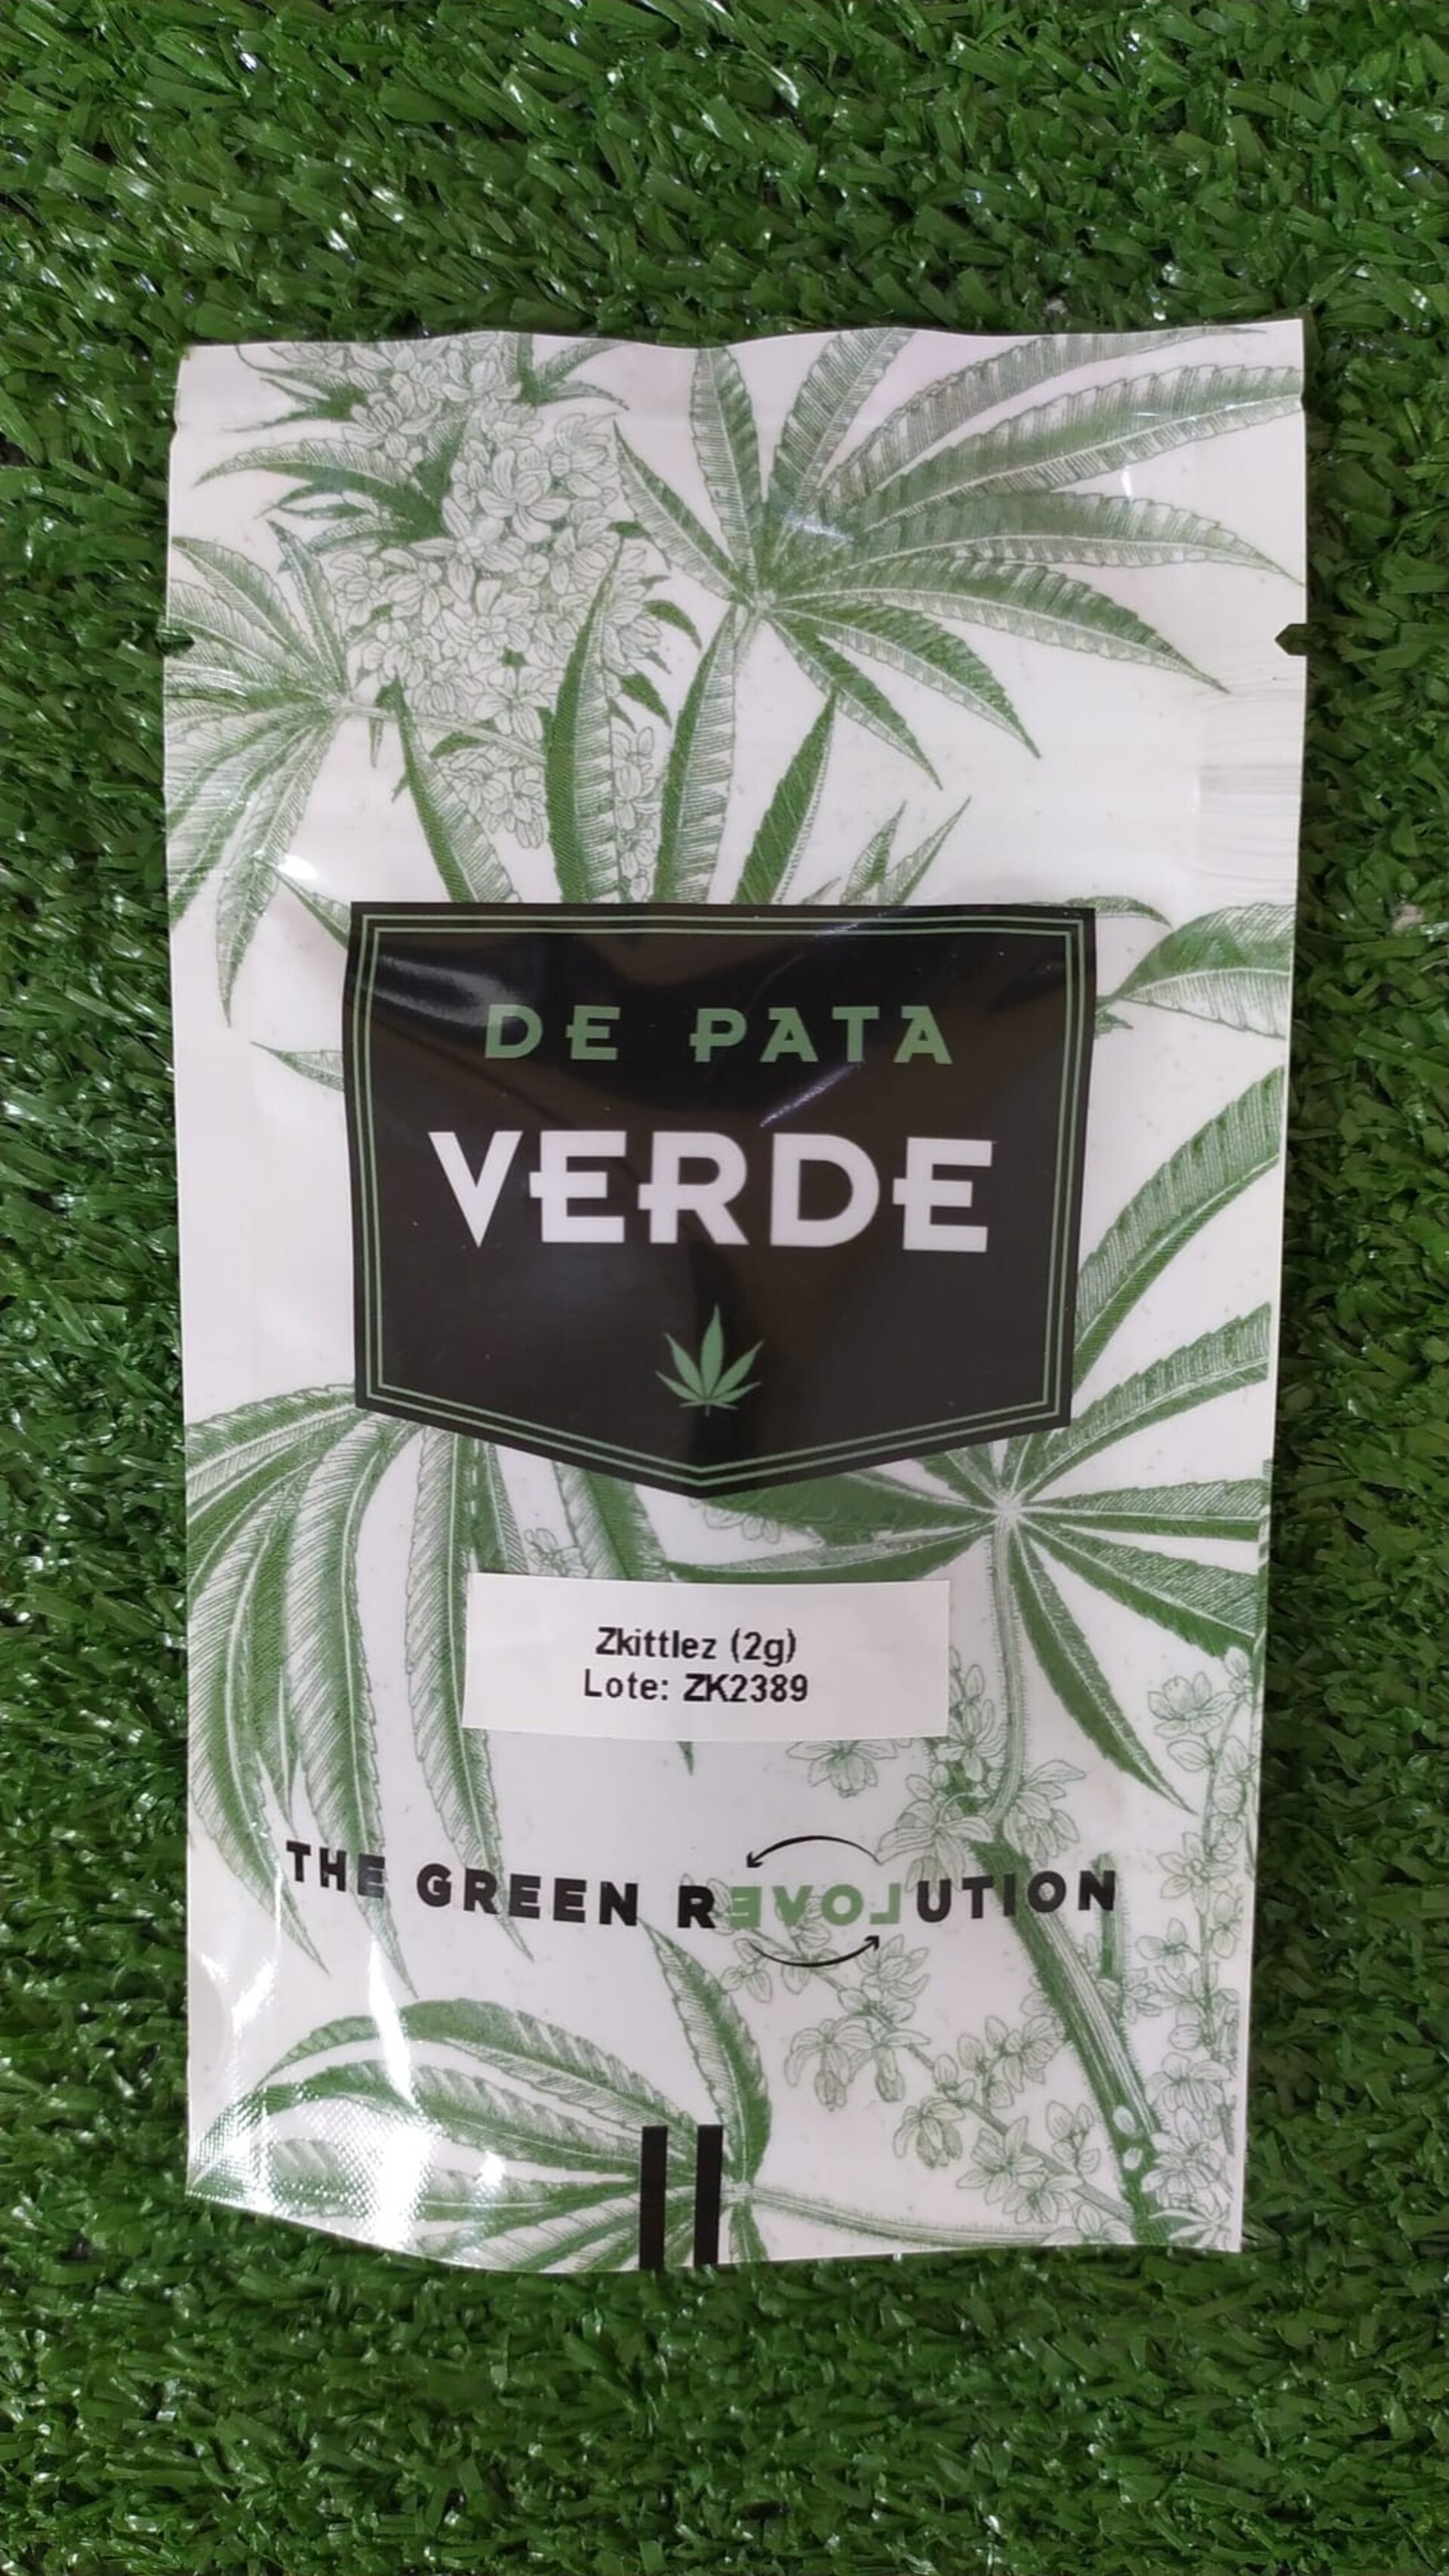 DE PATA
VERDE
Zkittlez (2g)
Lote: ZK2389
THE GREEN REVOLUTION